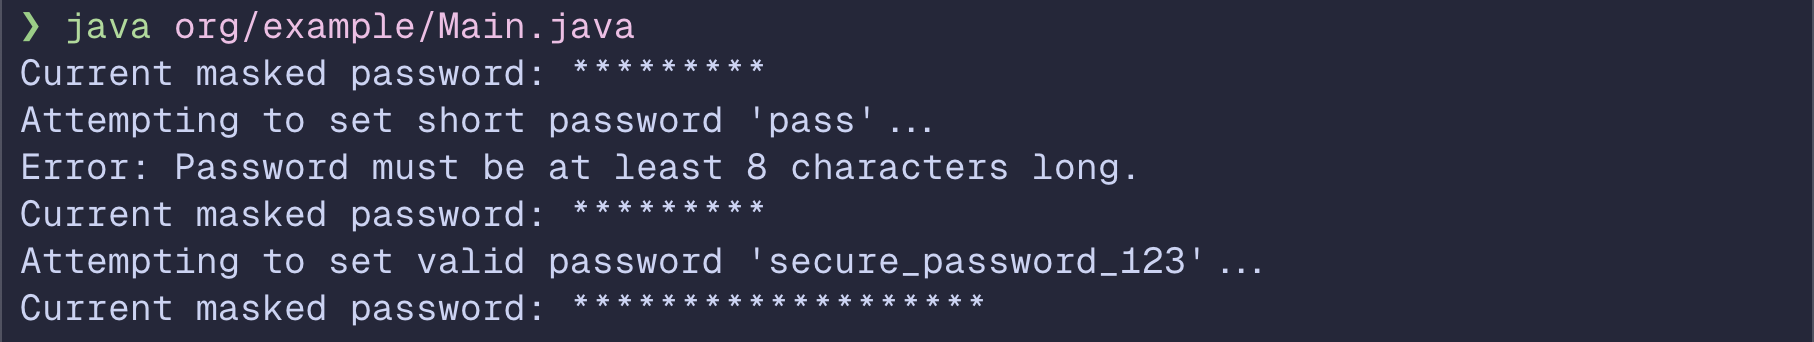 ❯ java org/example/Main.java
Current masked password: *********
Attempting to set short password 'pass'...
Error: Password must be at least 8 characters long.
Current masked password: *********
Attempting to set valid password 'secure_password_123'...
Current masked password: *******************